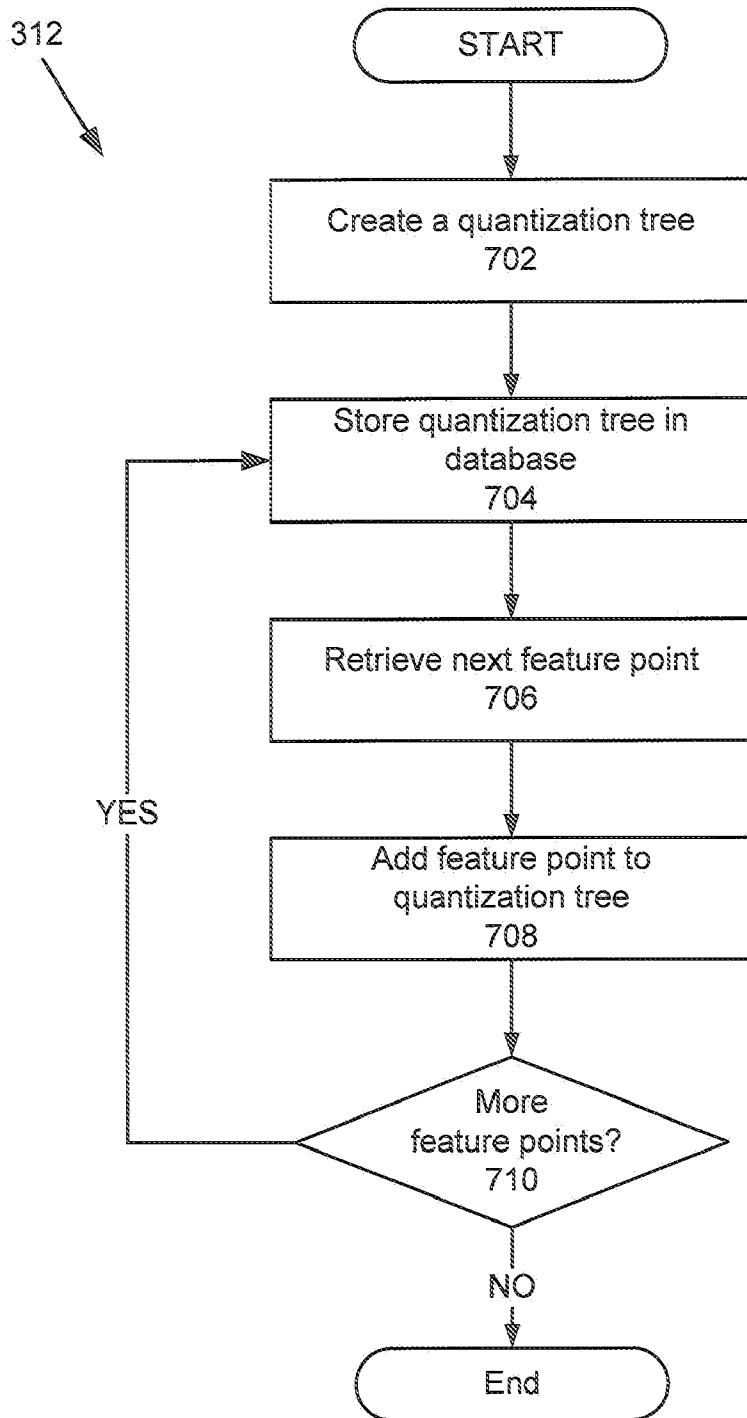 312
START
Create a quantization tree
702
Store quantization tree in
database
704
Retrieve next feature point
706
YES
Add feature point to
quantization tree
708
More
feature points?
710
NO
End